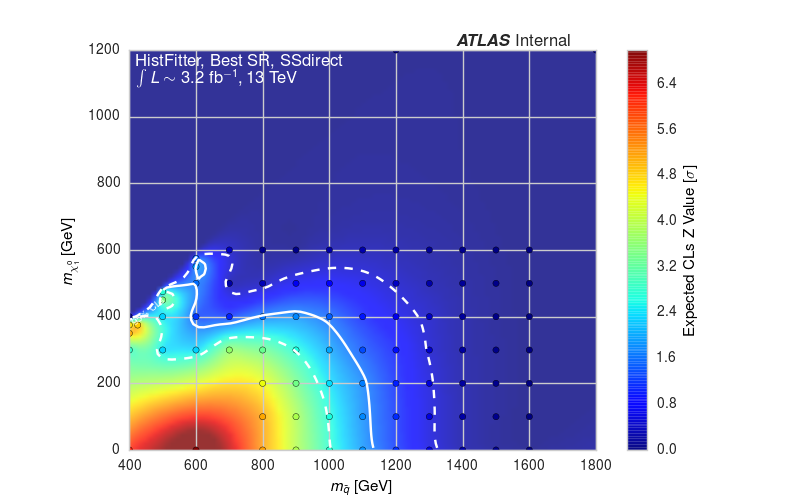 ATLAS Internal
HistFitter, Best SR, SSdirect
∫ L ∼ 3.2 fb⁻¹, 13 TeV
1200
1000
800
600
400
200
0
m_χ̃₁⁰ [GeV]
400 600 800 1000 1200 1400 1600 1800
m_q̃ [GeV]
6.4
5.6
4.8
4.0
3.2
2.4
1.6
0.8
0.0
Expected CLs Z Value [σ]